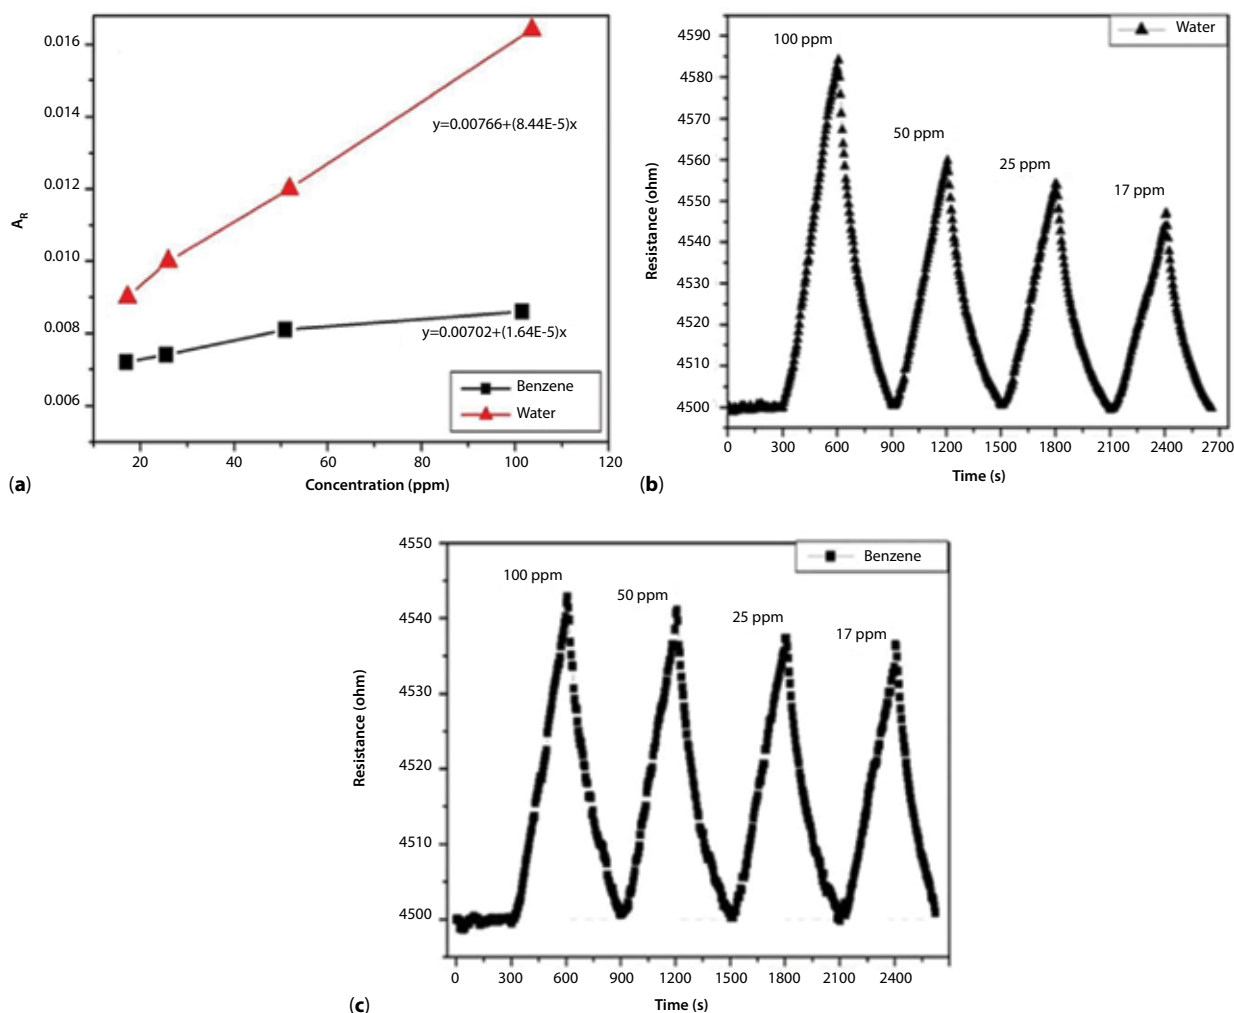 0.016
0.014
0.012
0.010
0.008
0.006
A_R
y=0.00766+(8.44E-5)x
y=0.00702+(1.64E-5)x
Benzene
Water
20 40 60 80 100 120
Concentration (ppm)
(a)
Water
4590
4580
4570
4560
4550
4540
4530
4520
4510
4500
Resistance (ohm)
100 ppm
50 ppm
25 ppm
17 ppm
0 300 600 900 1200 1500 1800 2100 2400 2700
Time (s)
(b)
4550
4540
4530
4520
4510
4500
Resistance (ohm)
Benzene
100 ppm
50 ppm
25 ppm
17 ppm
0 300 600 900 1200 1500 1800 2100 2400
Time (s)
(c)